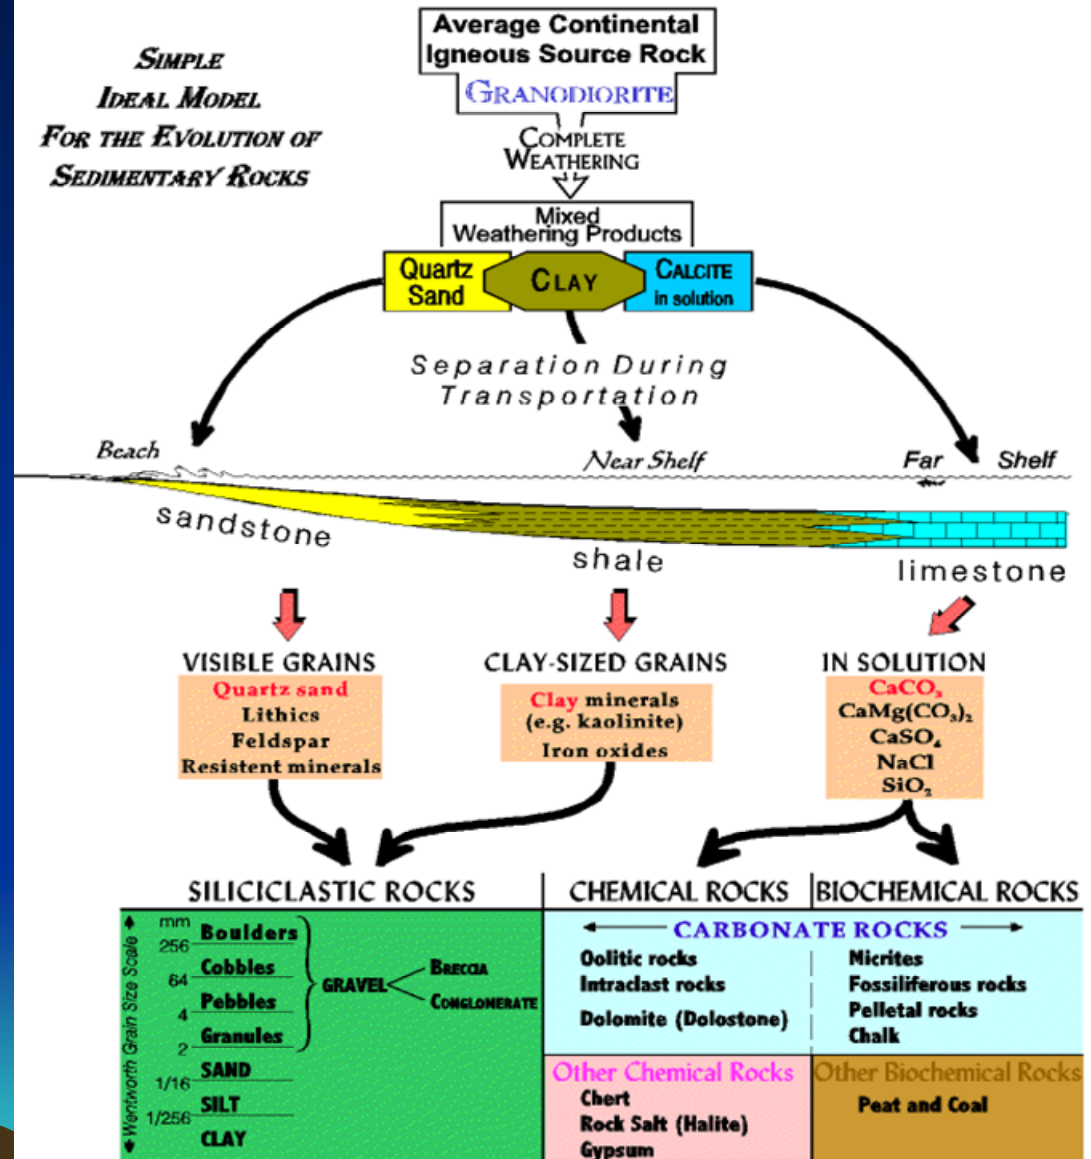 SIMPLE
IDEAL MODEL
FOR THE EVOLUTION OF
SEDIMENTARY ROCKS
Average Continental
Igneous Source Rock
GRANODIORITE
COMPLETE
WEATHERING
Mixed
Weathering Products
Quartz
Sand
CLAY
CALCITE
in solution
Separation During
Transportation
Beach
Near Shelf
Far Shelf
sandstone
shale
limestone
VISIBLE GRAINS
Quartz sand
Lithics
Feldspar
Resistent minerals
CLAY-SIZED GRAINS
Clay minerals
(e.g. kaolinite)
Iron oxides
IN SOLUTION
CaCO₃
CaMg(CO₃)₂
CaSO₄
NaCl
SiO₂
SILICICLASTIC ROCKS
Wentworth Grain Size Scale
mm
Boulders
256
Cobbles
64
Pebbles
4
Granules
2
SAND
1/16
SILT
1/256
CLAY
GRAVEL
BRECCIA
CONGLOMERATE
CHEMICAL ROCKS
BIOCHEMICAL ROCKS
CARBONATE ROCKS
Oolitic rocks
Intraclast rocks
Dolomite (Dolostone)
Micrites
Fossiliferous rocks
Pelletal rocks
Chalk
Other Chemical Rocks
Chert
Rock Salt (Halite)
Gypsum
Other Biochemical Rocks
Peat and Coal